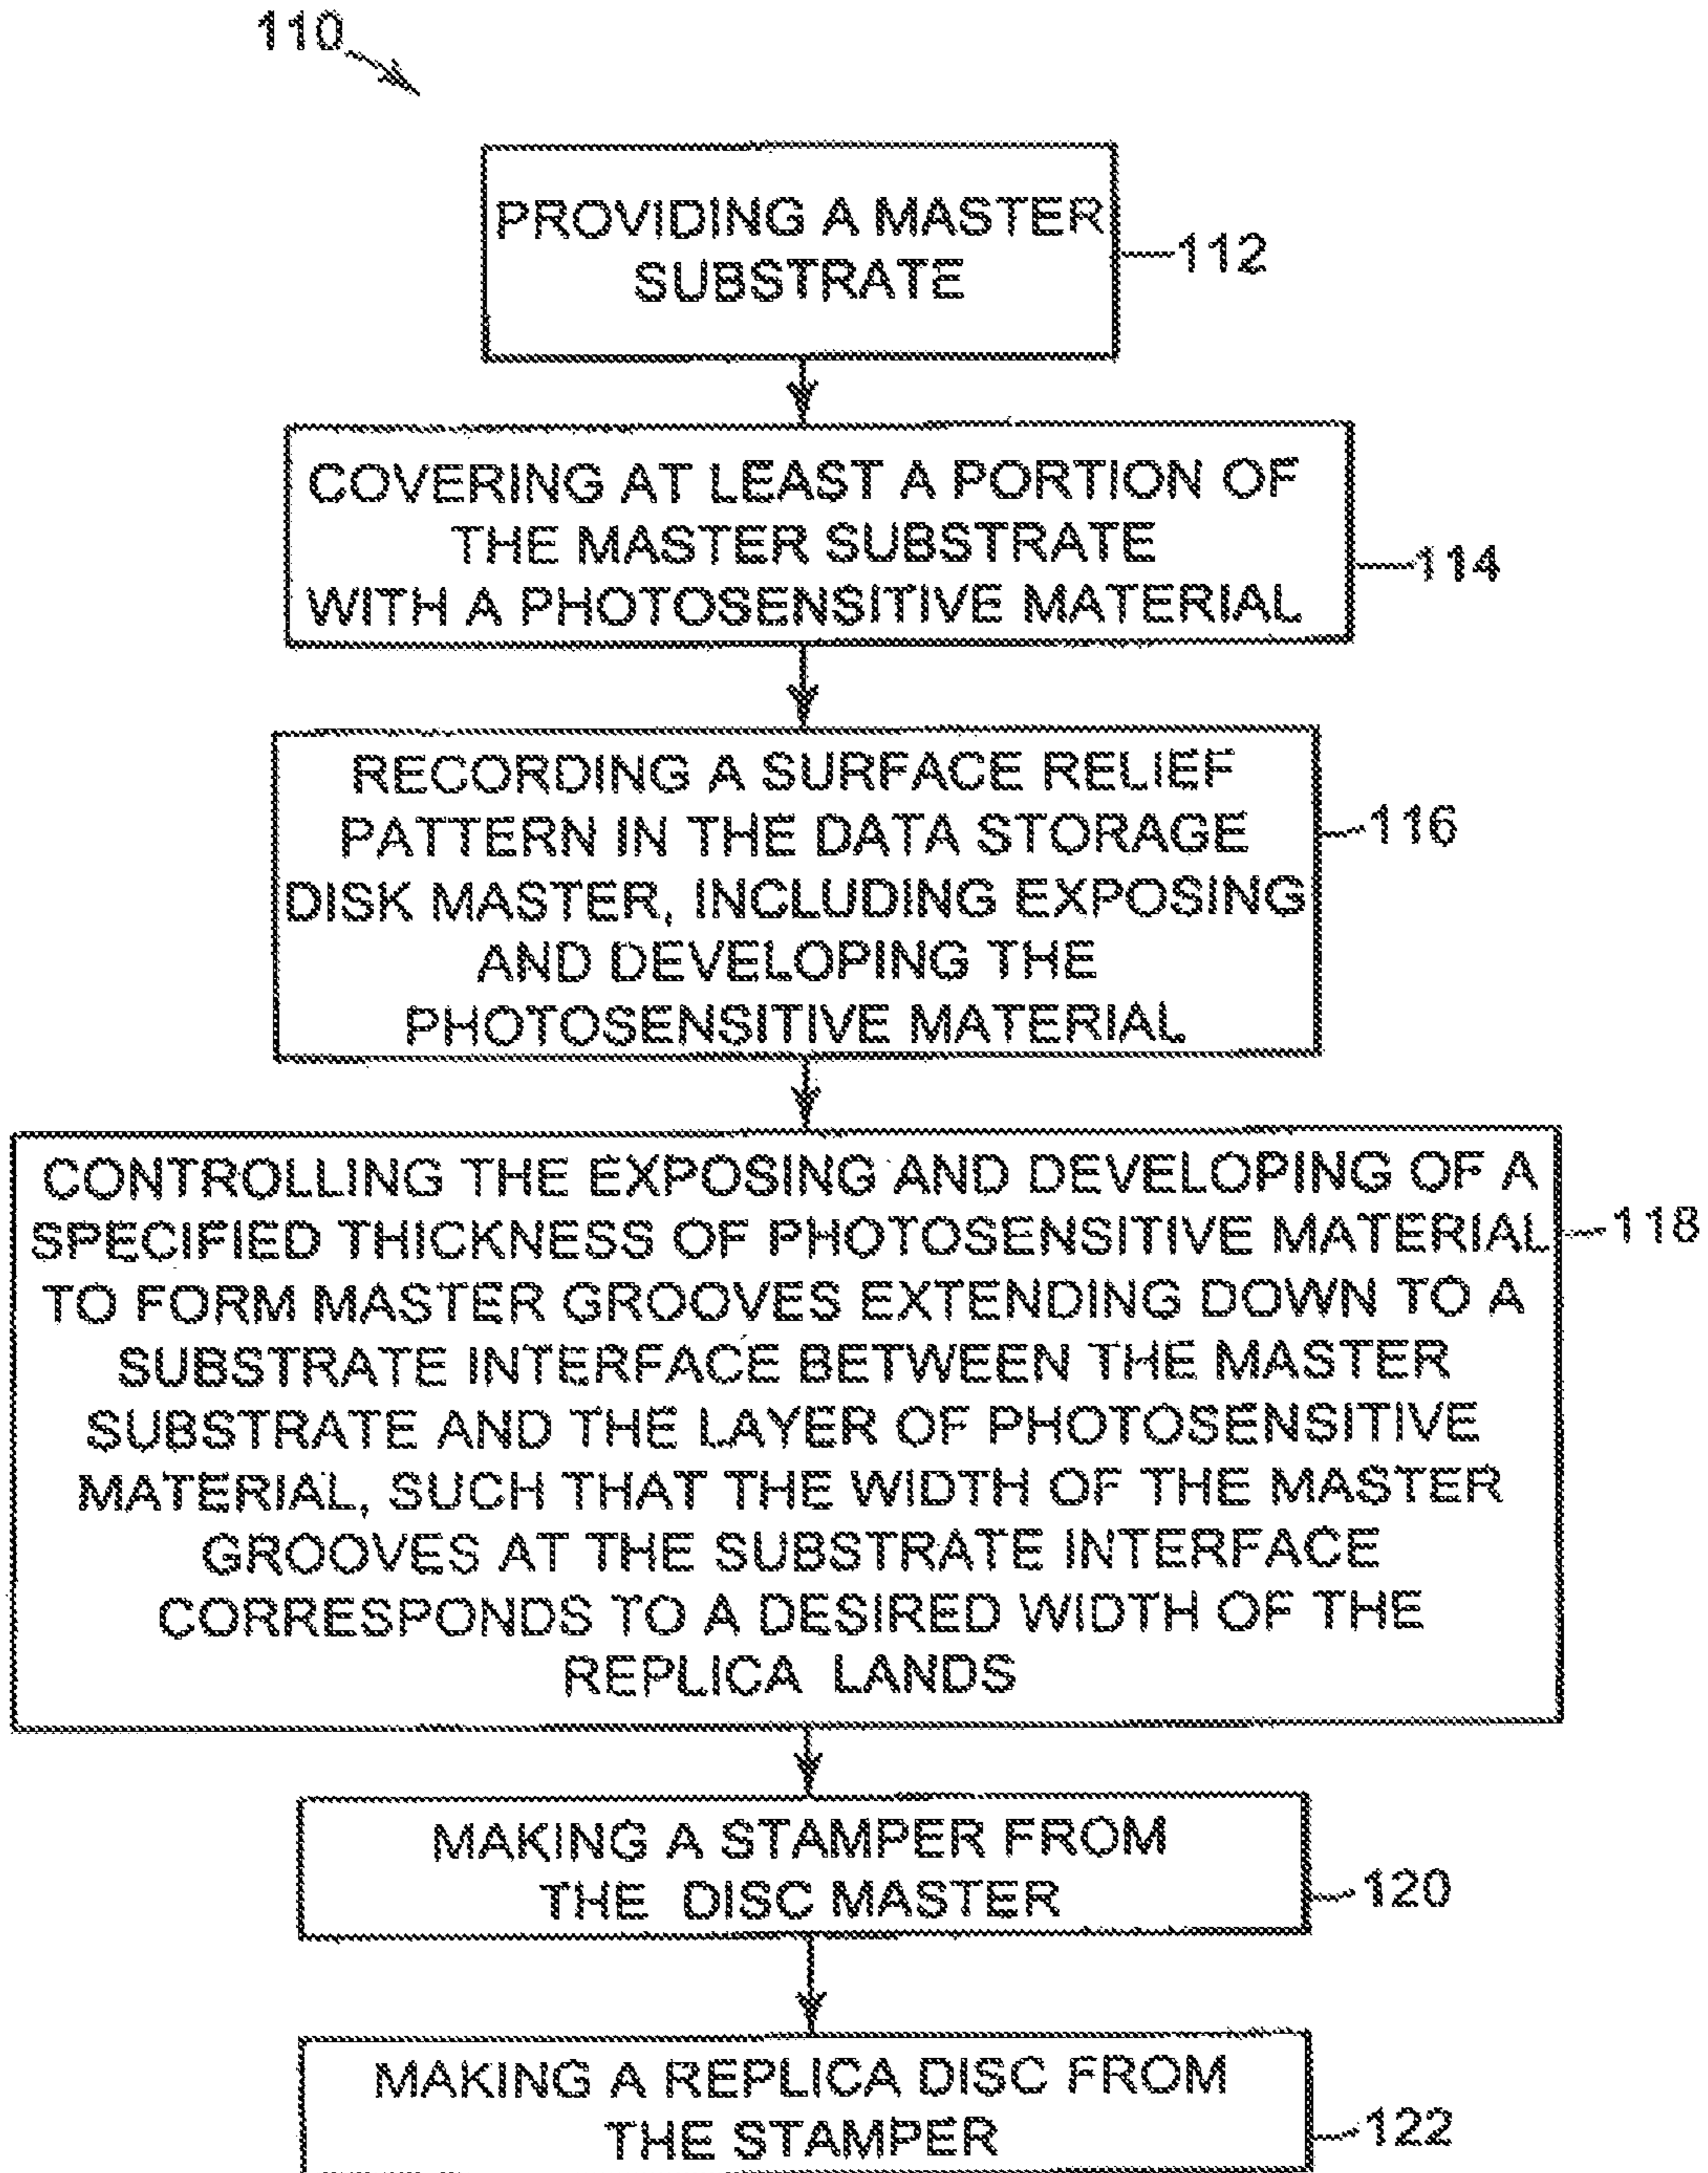 110
PROVIDING A MASTER
SUBSTRATE
112
COVERING AT LEAST A PORTION OF
THE MASTER SUBSTRATE
WITH A PHOTOSENSITIVE MATERIAL
114
RECORDING A SURFACE RELIEF
PATTERN IN THE DATA STORAGE
DISK MASTER, INCLUDING EXPOSING
AND DEVELOPING THE
PHOTOSENSITIVE MATERIAL
116
CONTROLLING THE EXPOSING AND DEVELOPING OF A
SPECIFIED THICKNESS OF PHOTOSENSITIVE MATERIAL
TO FORM MASTER GROOVES EXTENDING DOWN TO A
SUBSTRATE INTERFACE BETWEEN THE MASTER
SUBSTRATE AND THE LAYER OF PHOTOSENSITIVE
MATERIAL, SUCH THAT THE WIDTH OF THE MASTER
GROOVES AT THE SUBSTRATE INTERFACE
CORRESPONDS TO A DESIRED WIDTH OF THE
REPLICA LANDS
118
MAKING A STAMPER FROM
THE DISC MASTER
120
MAKING A REPLICA DISC FROM
THE STAMPER
122